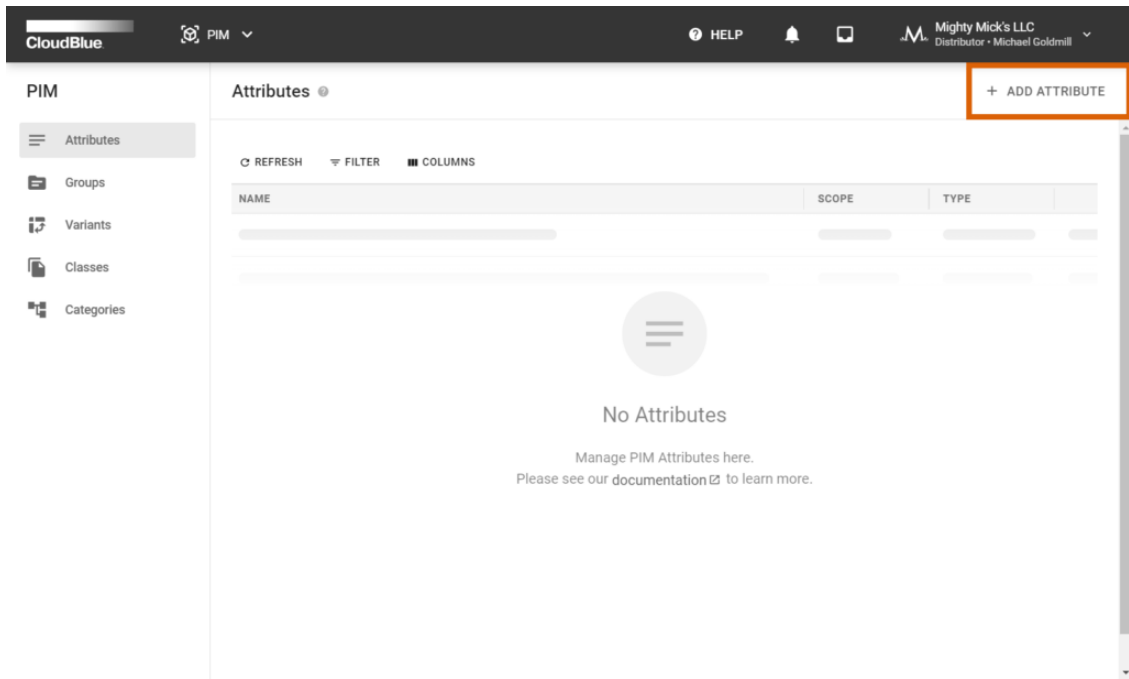 CloudBlue
PIM
HELP
Mighty Mick's LLC
Distributor • Michael Goldmill
PIM
Attributes
+ ADD ATTRIBUTE
Attributes
Groups
Variants
Classes
Categories
REFRESH FILTER COLUMNS
NAME SCOPE TYPE
No Attributes
Manage PIM Attributes here.
Please see our documentation to learn more.